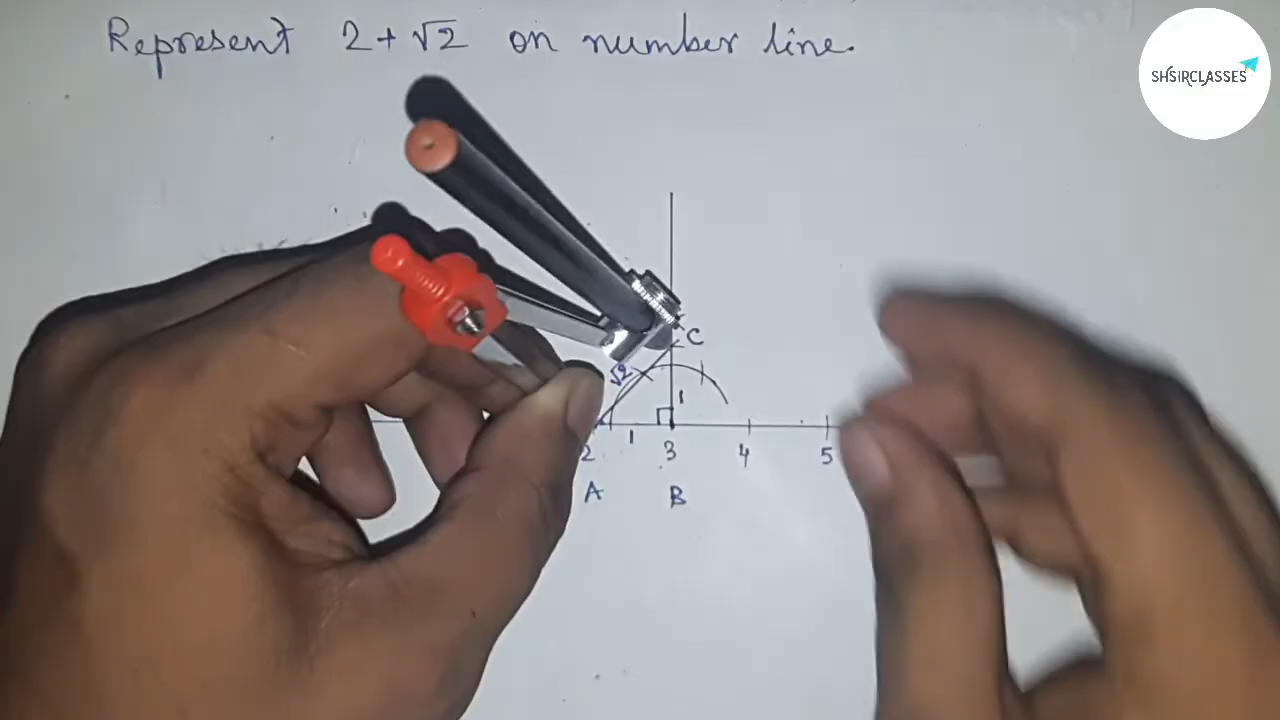 Represent 2 + √2 on number line.
SHSIRCLASSES
C
√2
1
1
2 3 4 5
A B